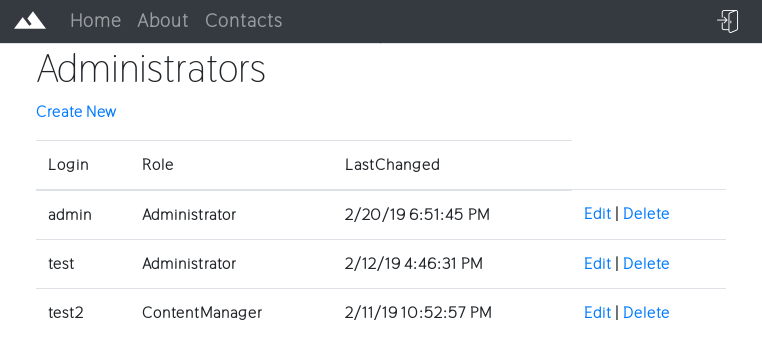 Home About Contacts
Administrators
Create New
Login Role LastChanged
admin Administrator 2/20/19 6:51:45 PM Edit | Delete
test Administrator 2/12/19 4:46:31 PM Edit | Delete
test2 ContentManager 2/11/19 10:52:57 PM Edit | Delete